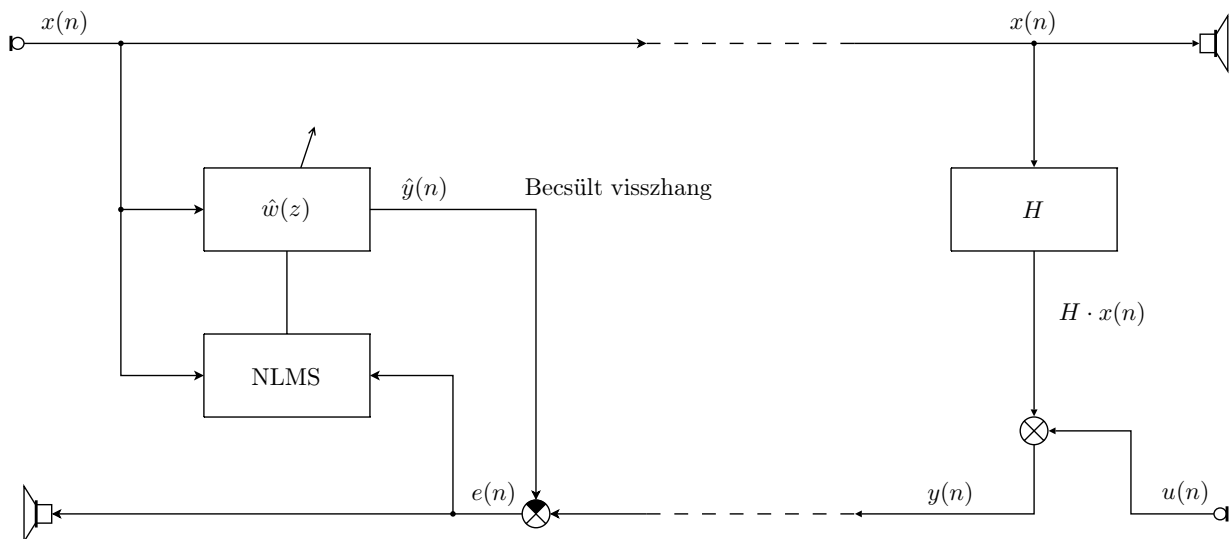 x(n)
x(n)
ŵ(z)
ŷ(n)
Becsült visszhang
H
H · x(n)
NLMS
e(n)
y(n)
u(n)